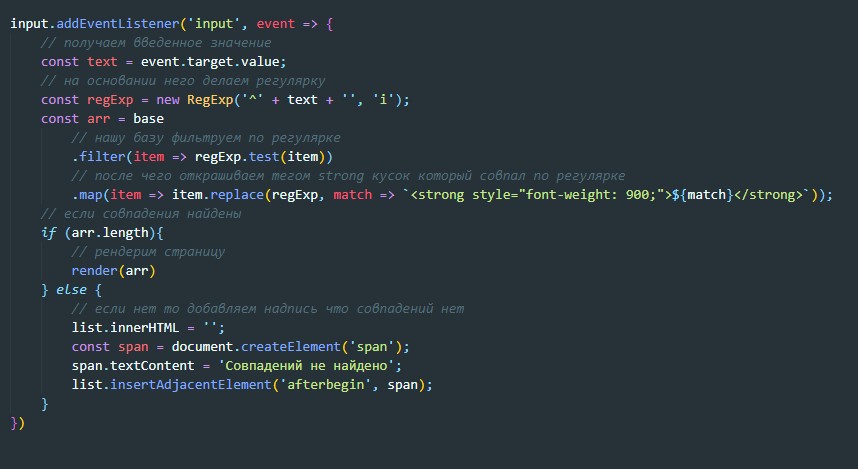 input.addEventListener('input', event => {
// получаем введенное значение
const text = event.target.value;
// на основании него делаем регулярку
const regExp = new RegExp('^' + text + '', 'i');
const arr = base
// нашу базу фильтруем по регулярке
.filter(item => regExp.test(item))
// после чего открашиваем тегом strong кусок который совпал по регулярке
.map(item => item.replace(regExp, match => `<strong style="font-weight: 900;">${match}</strong>`));
// если совпадения найдены
if (arr.length){
// рендерим страницу
render(arr)
} else {
// если нет то добавляем надпись что совпадений нет
list.innerHTML = '';
const span = document.createElement('span');
span.textContent = 'Совпадений не найдено';
list.insertAdjacentElement('afterbegin', span);
}
})